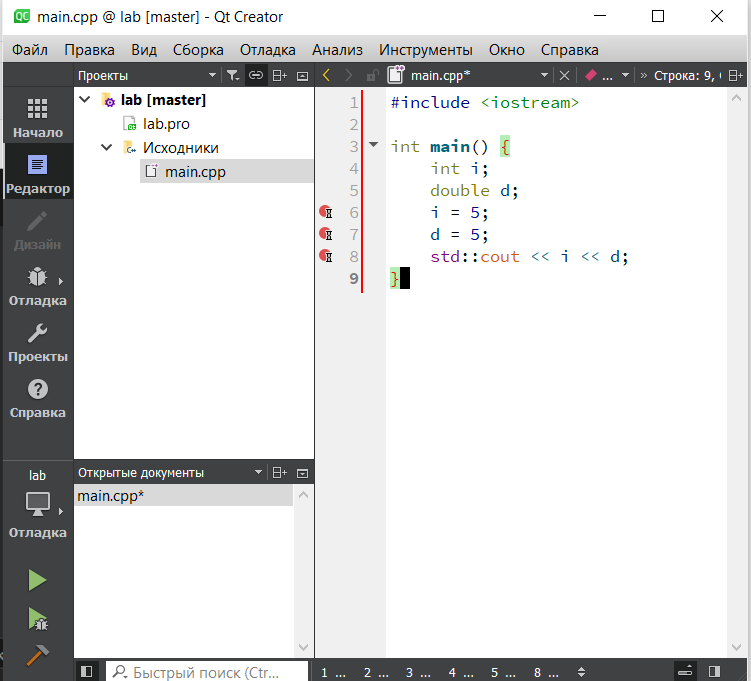 main.cpp @ lab [master] - Qt Creator
Файл Правка Вид Сборка Отладка Анализ Инструменты Окно Справка
Проекты
main.cpp*
... » Строка: 9,
Начало
Редактор
Дизайн
Отладка
Проекты
Справка
lab
Отладка
lab [master]
lab.pro
Исходники
main.cpp
1 #include <iostream>
2
3 int main() {
4 int i;
5 double d;
6 i = 5;
7 d = 5;
8 std::cout << i << d;
9 }
Открытые документы
main.cpp*
Быстрый поиск (Ctr...
1 ... 2 ... 3 ... 4 ... 5 ... 8 ...